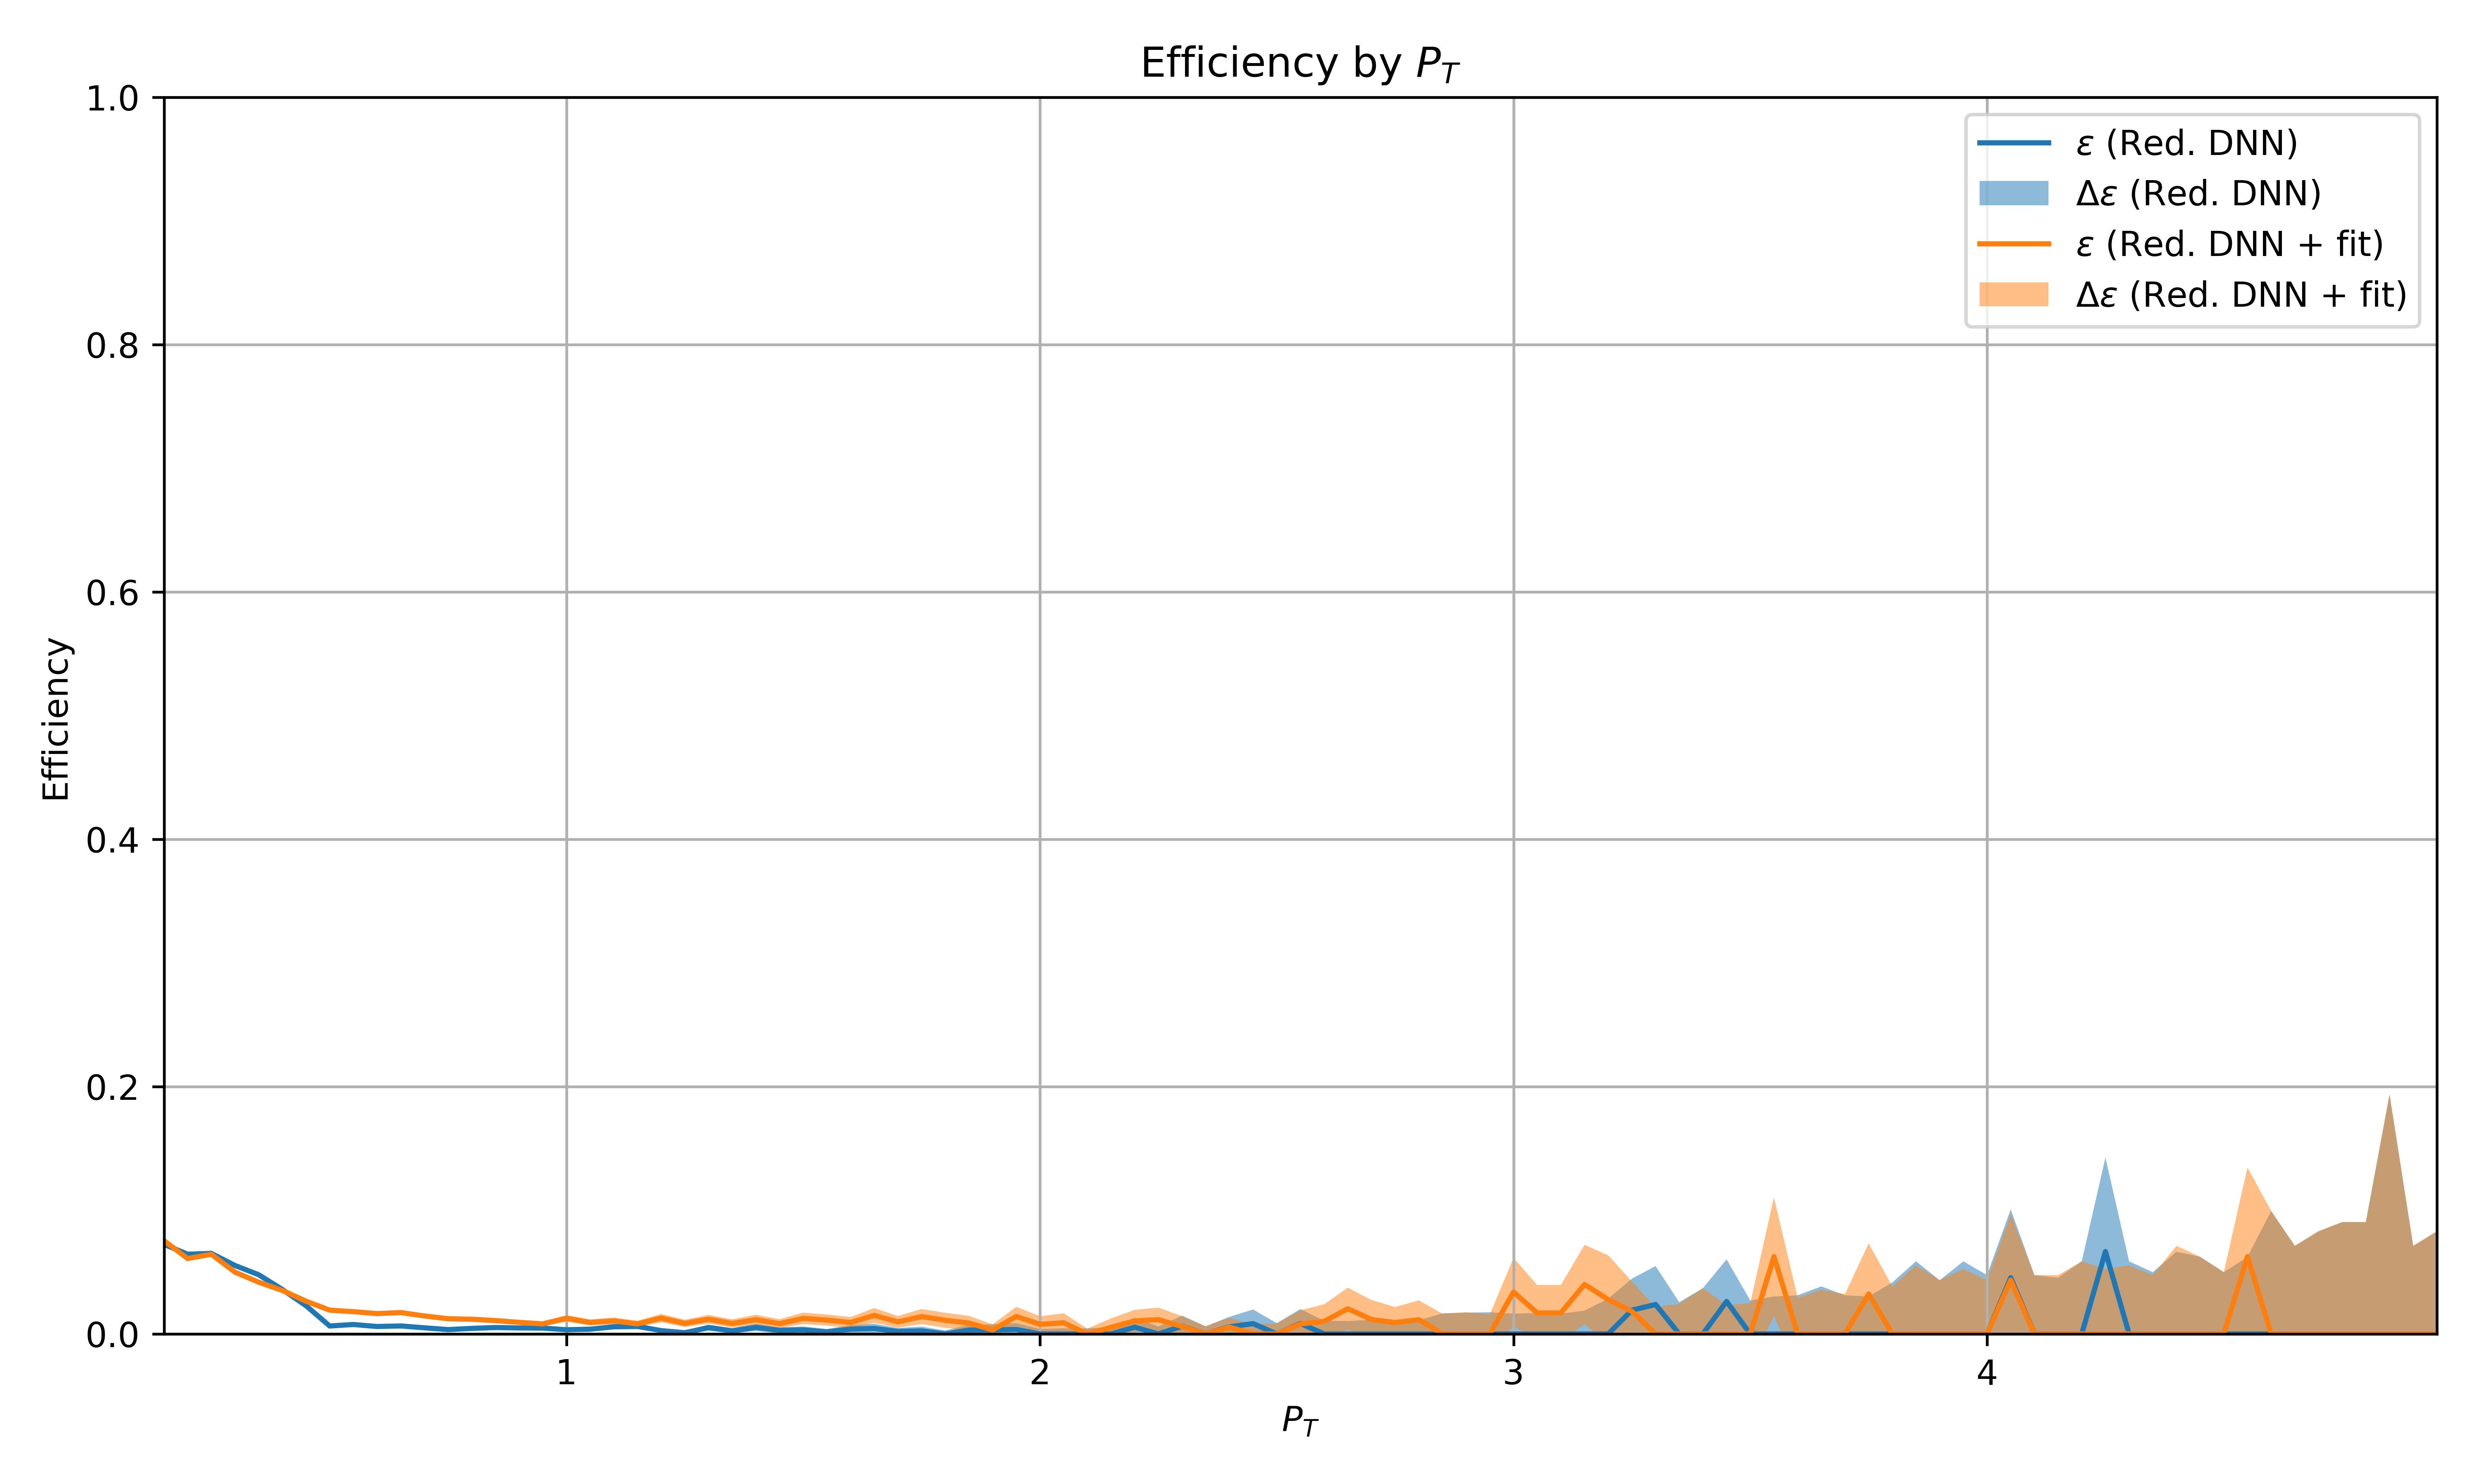 Efficiency by P_T
1.0
0.8
0.6
0.4
0.2
0.0
Efficiency
ε (Red. DNN)
Δε (Red. DNN)
ε (Red. DNN + fit)
Δε (Red. DNN + fit)
1 2 3 4
P_T